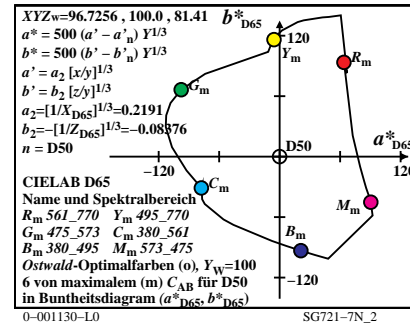 XYZw=96.7256, 100.0, 81.41
a* = 500 (a' - a'n) Y1/3
b* = 500 (b' - b'n) Y1/3
a' = a2 [x/y]1/3
b' = b2 [z/y]1/3
a2=[1/XD65]1/3=0.2191
b2=−[1/ZD65]1/3=−0.08376
n = D50
CIELAB D65
Name und Spektralbereich
Rm 561_770 Ym 495_770
Gm 475_573 Cm 380_561
Bm 380_495 Mm 573_475
Ostwald-Optimalfarben (o), YW=100
6 von maximalem (m) CAB für D50
in Buntheitsdiagram (a*D65, b*D65)
b*D65
120
Ym
Rm
Gm
D50
a*D65
−120
120
Cm
Mm
Bm
−120
0-001130-L0
SG721-7N_2